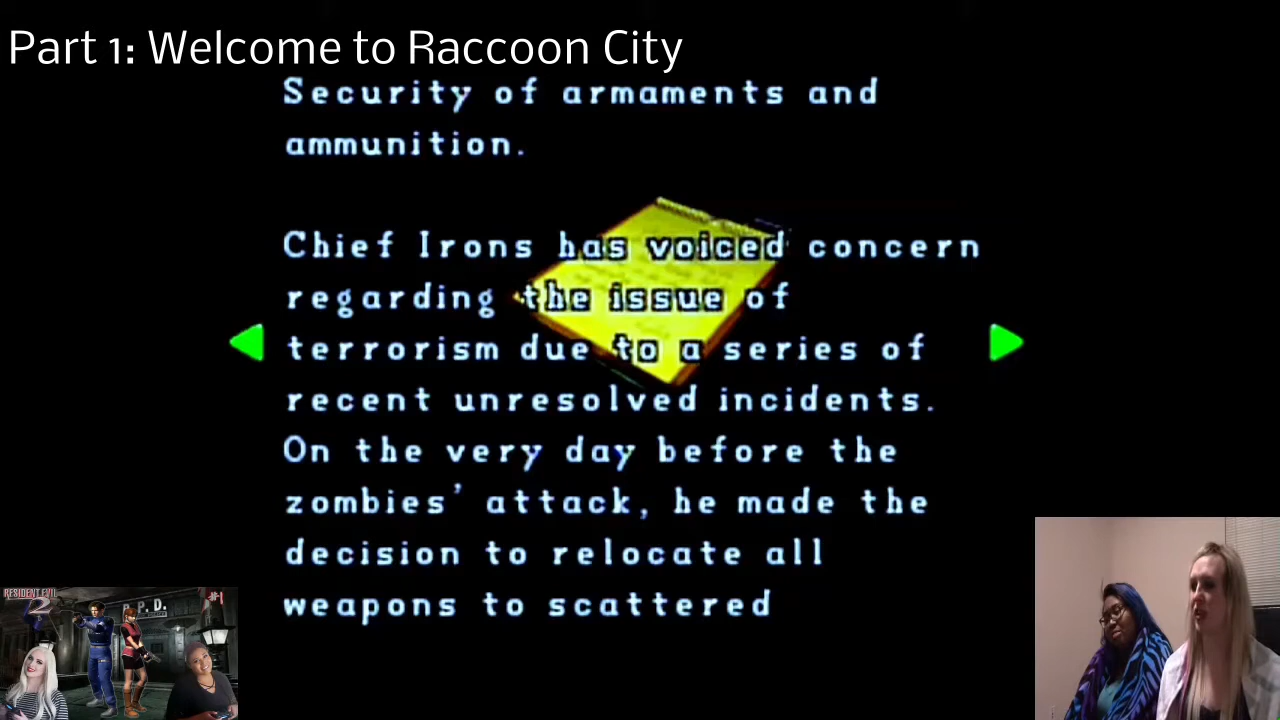 Part 1: Welcome to Raccoon City
Security of armaments and
ammunition.
Chief Irons has voiced concern
regarding the issue of
terrorism due to a series of
recent unresolved incidents.
On the very day before the
zombies' attack, he made the
decision to relocate all
weapons to scattered
RESIDENT EVIL
2
R.P.D.
#1